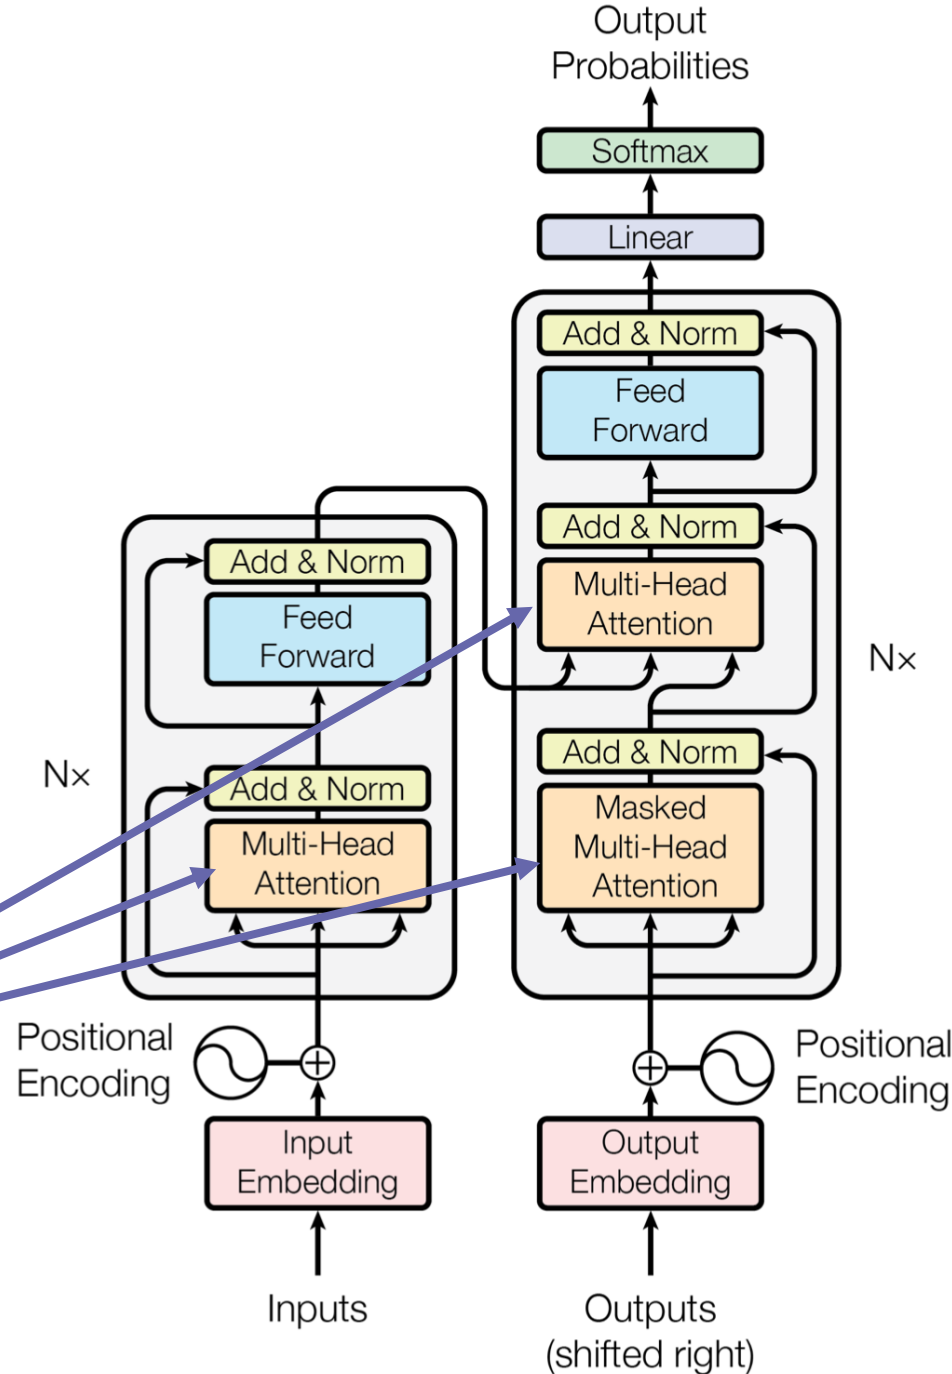 Output
Probabilities
Softmax
Linear
Add & Norm
Feed
Forward
Add & Norm
Multi-Head
Attention
Nx
Add & Norm
Masked
Multi-Head
Attention
Add & Norm
Feed
Forward
Nx
Add & Norm
Multi-Head
Attention
Positional
Encoding
Positional
Encoding
Input
Embedding
Output
Embedding
Inputs
Outputs
(shifted right)